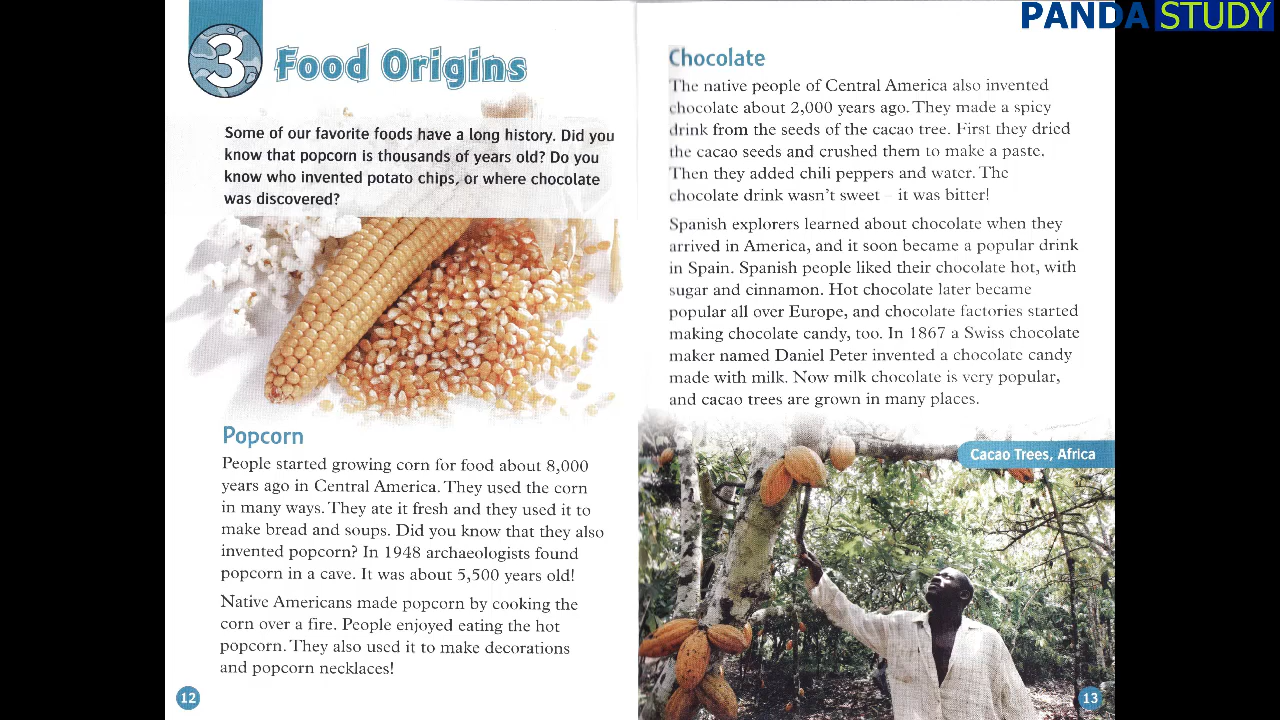 PANDA STUDY
3 Food Origins
Some of our favorite foods have a long history. Did you
know that popcorn is thousands of years old? Do you
know who invented potato chips, or where chocolate
was discovered?
Popcorn
People started growing corn for food about 8,000
years ago in Central America. They used the corn
in many ways. They ate it fresh and they used it to
make bread and soups. Did you know that they also
invented popcorn? In 1948 archaeologists found
popcorn in a cave. It was about 5,500 years old!
Native Americans made popcorn by cooking the
corn over a fire. People enjoyed eating the hot
popcorn. They also used it to make decorations
and popcorn necklaces!
12
Chocolate
The native people of Central America also invented
chocolate about 2,000 years ago. They made a spicy
drink from the seeds of the cacao tree. First they dried
the cacao seeds and crushed them to make a paste.
Then they added chili peppers and water. The
chocolate drink wasn't sweet – it was bitter!
Spanish explorers learned about chocolate when they
arrived in America, and it soon became a popular drink
in Spain. Spanish people liked their chocolate hot, with
sugar and cinnamon. Hot chocolate later became
popular all over Europe, and chocolate factories started
making chocolate candy, too. In 1867 a Swiss chocolate
maker named Daniel Peter invented a chocolate candy
made with milk. Now milk chocolate is very popular,
and cacao trees are grown in many places.
Cacao Trees, Africa
13